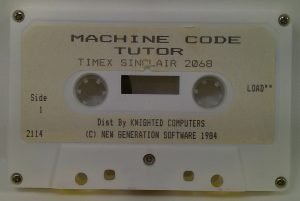 MACHINE CODE
TUTOR
TIMEX SINCLAIR 2068
LOAD""
Side
1
Dist By KNIGHTED COMPUTERS
2114 (C) NEW GENERATION SOFTWARE 1984